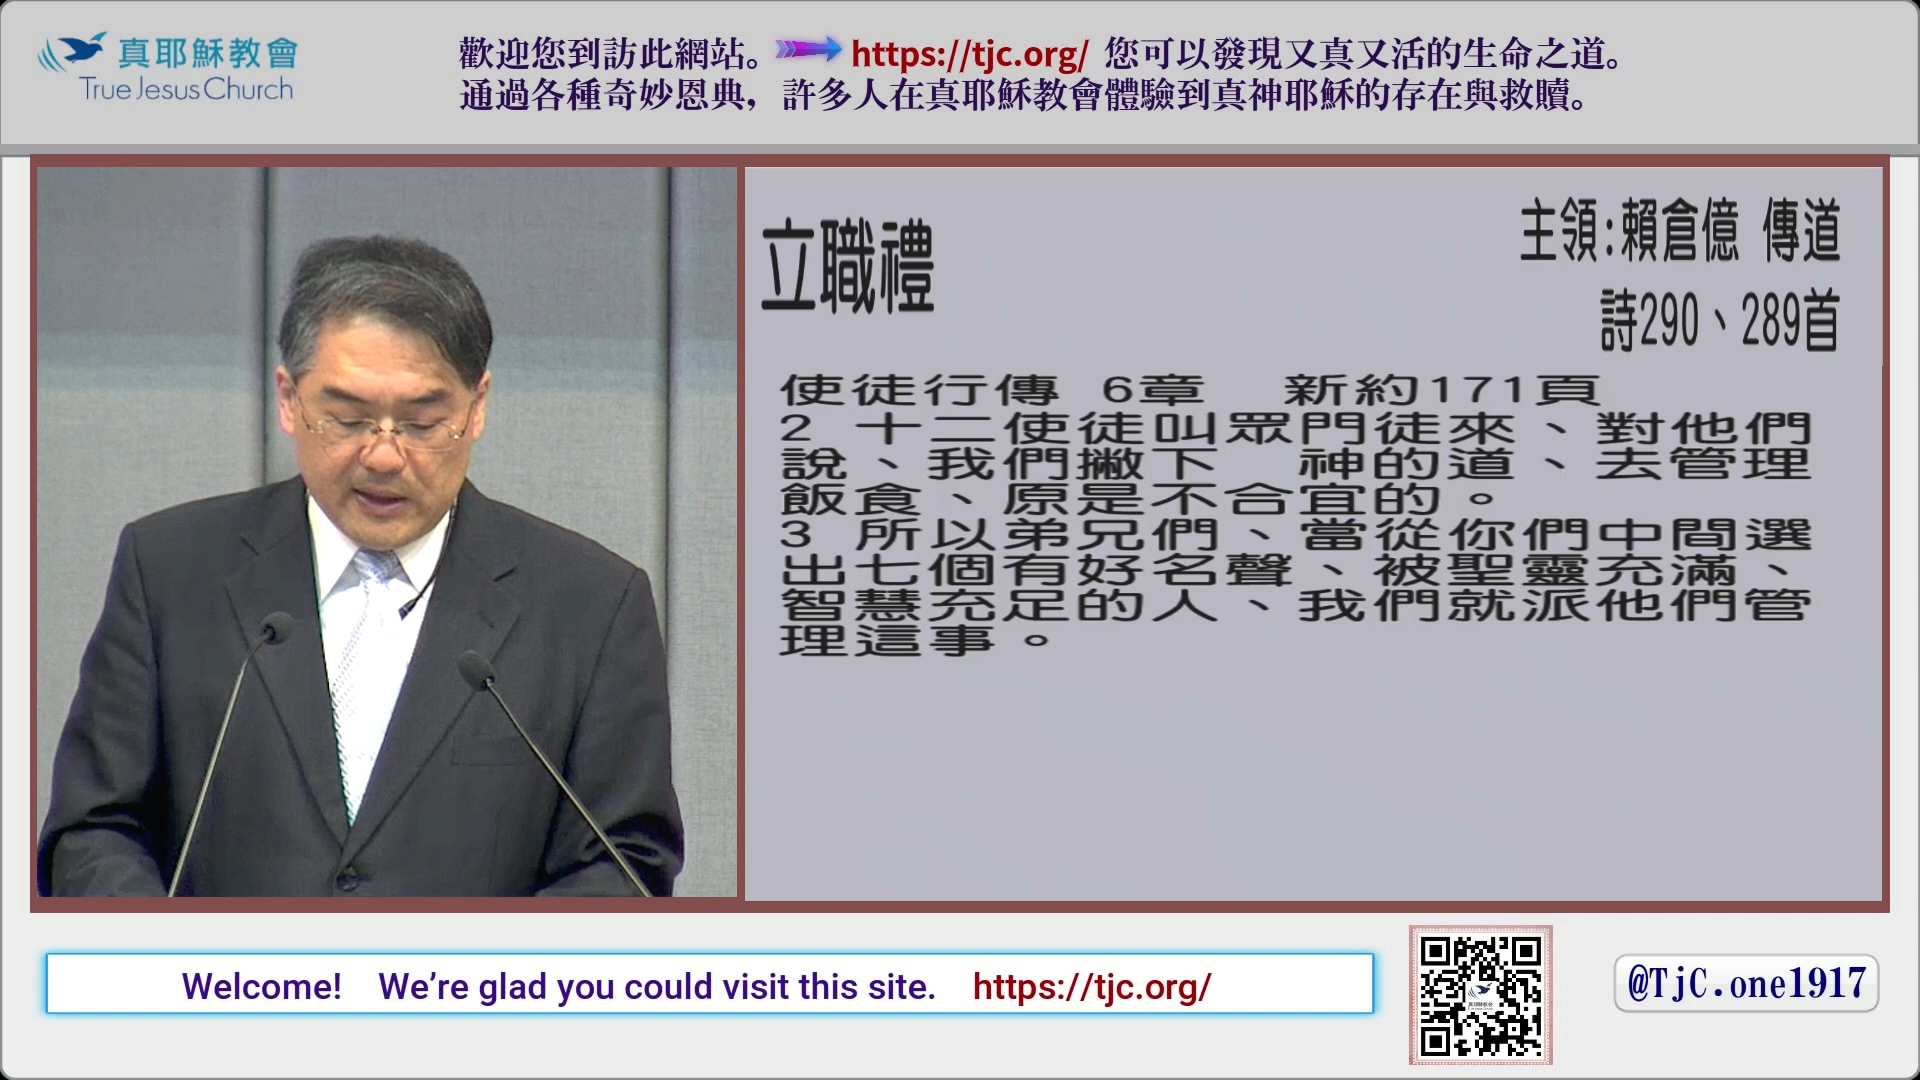 真耶穌教會
True Jesus Church
歡迎您到訪此網站。 https://tjc.org/ 您可以發現又真又活的生命之道。
通過各種奇妙恩典，許多人在真耶穌教會體驗到真神耶穌的存在與救贖。
立職禮
主領:賴倉億 傳道
詩290、289首
使徒行傳 6章 新約171頁
2 十二使徒叫眾門徒來、對他們
說、我們撇下 神的道、去管理
飯食、原是不合宜的。
3 所以弟兄們、當從你們中間選
出七個有好名聲、被聖靈充滿、
智慧充足的人、我們就派他們管
理這事。
Welcome! We’re glad you could visit this site. https://tjc.org/
@TjC.one1917